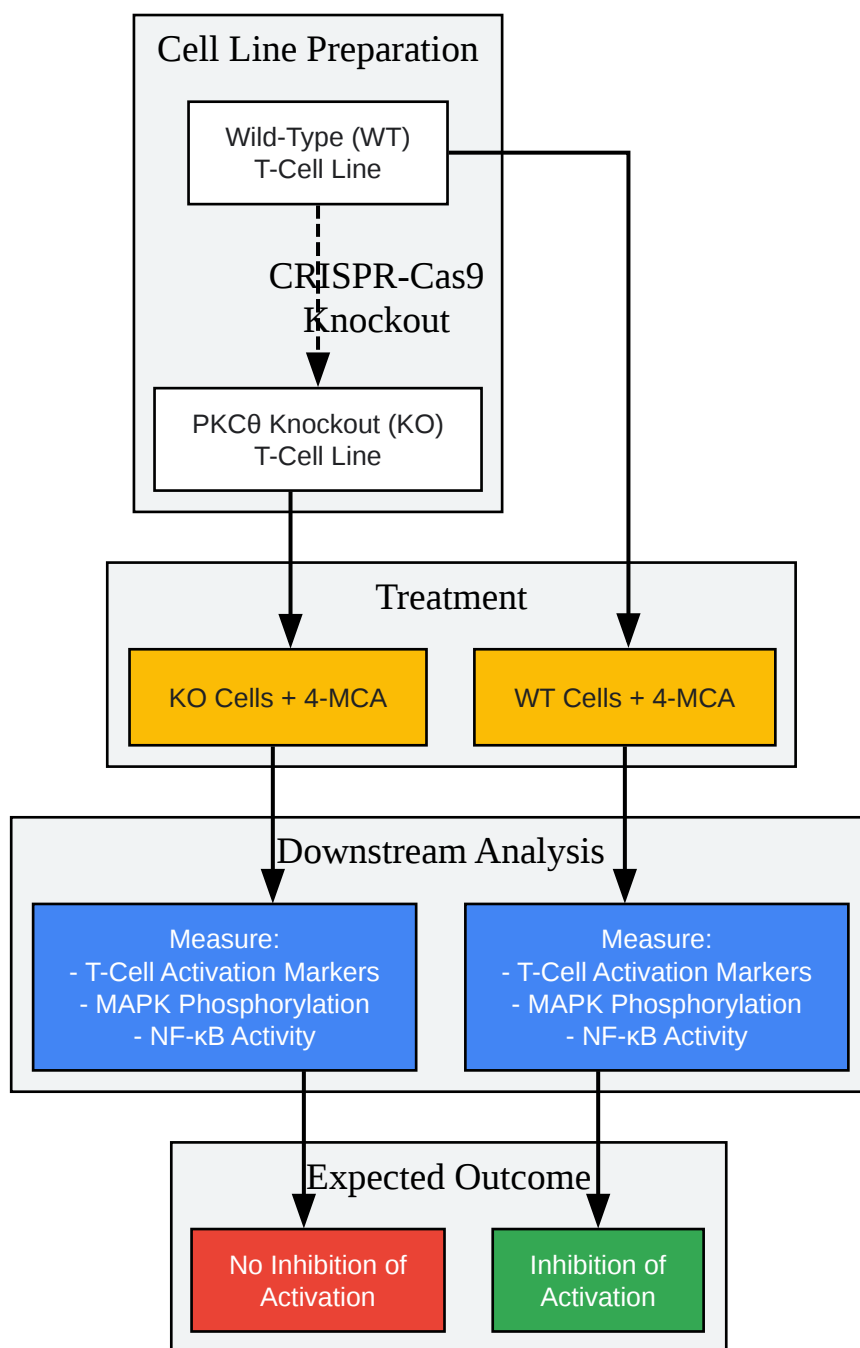 Cell Line Preparation
Wild-Type (WT)
T-Cell Line
CRISPR-Cas9
Knockout
PKCθ Knockout (KO)
T-Cell Line
Treatment
KO Cells + 4-MCA
WT Cells + 4-MCA
Downstream Analysis
Measure:
- T-Cell Activation Markers
- MAPK Phosphorylation
- NF-κB Activity
Measure:
- T-Cell Activation Markers
- MAPK Phosphorylation
- NF-κB Activity
Expected Outcome
No Inhibition of
Activation
Inhibition of
Activation